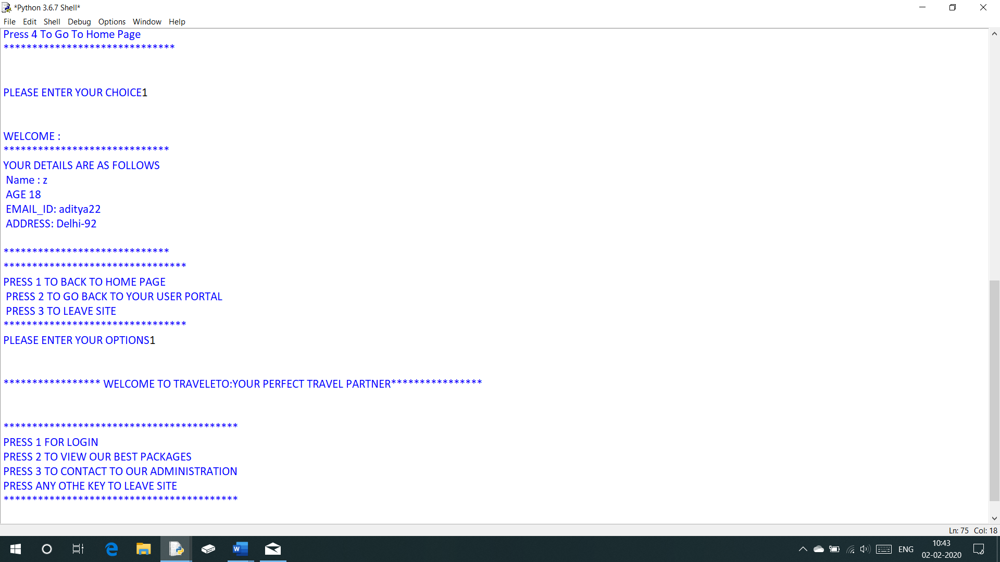 *Python 3.6.7 Shell*
File Edit Shell Debug Options Window Help
Press 4 To Go To Home Page
******************************
PLEASE ENTER YOUR CHOICE1
WELCOME :
*****************************
YOUR DETAILS ARE AS FOLLOWS
Name : z
AGE 18
EMAIL_ID: aditya22
ADDRESS: Delhi-92
*****************************
********************************
PRESS 1 TO BACK TO HOME PAGE
PRESS 2 TO GO BACK TO YOUR USER PORTAL
PRESS 3 TO LEAVE SITE
********************************
PLEASE ENTER YOUR OPTIONS1
***************** WELCOME TO TRAVELETO:YOUR PERFECT TRAVEL PARTNER****************
*****************************************
PRESS 1 FOR LOGIN
PRESS 2 TO VIEW OUR BEST PACKAGES
PRESS 3 TO CONTACT TO OUR ADMINISTRATION
PRESS ANY OTHE KEY TO LEAVE SITE
*****************************************
Ln: 75 Col: 18
ENG
10:43
02-02-2020